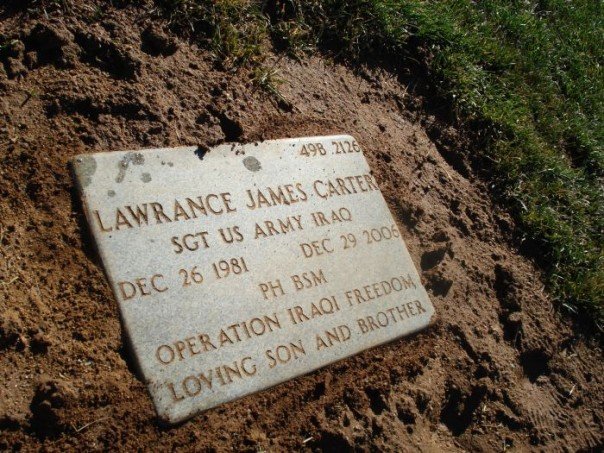 49B 2126
LAWRANCE JAMES CARTER
SGT US ARMY IRAQ
DEC 26 1981 DEC 29 2006
PH BSM
OPERATION IRAQI FREEDOM
LOVING SON AND BROTHER